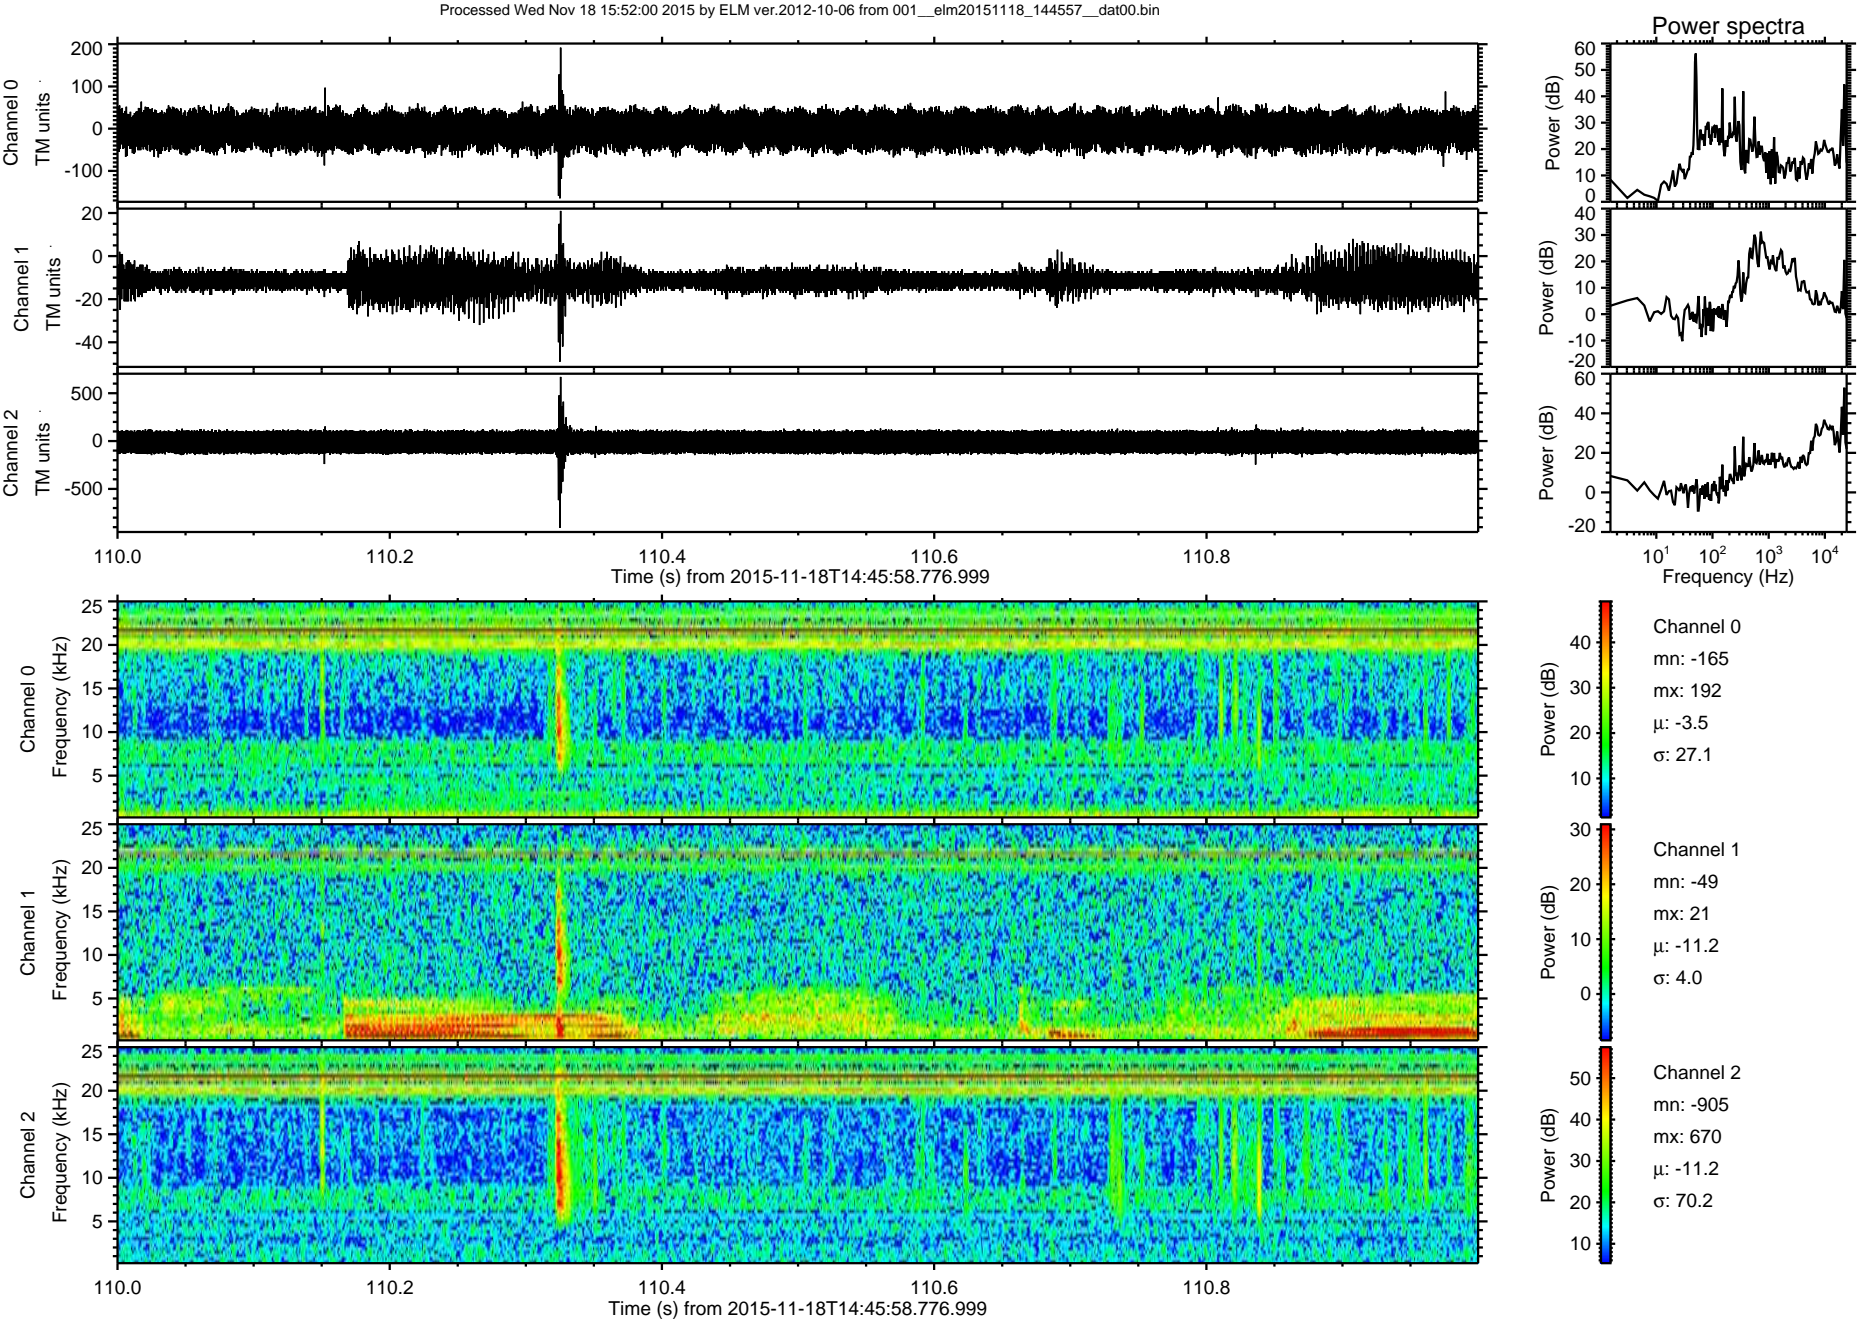 Processed Wed Nov 18 15:52:00 2015 by ELM ver.2012-10-06 from 001__elm20151118_144557__dat00.bin
Power spectra
Channel 0
TM units
200
100
0
-100
Power (dB)
60
50
40
30
20
10
0
Channel 1
TM units
20
0
-20
-40
Power (dB)
40
30
20
10
0
-10
-20
Channel 2
TM units
500
0
-500
Power (dB)
60
40
20
0
-20
110.0 110.2 110.4 110.6 110.8
Time (s) from 2015-11-18T14:45:58.776.999
10¹ 10² 10³ 10⁴
Frequency (Hz)
Channel 0
Frequency (kHz)
25
20
15
10
5
Power (dB)
40
30
20
10
Channel 0
mn: -165
mx: 192
μ: -3.5
σ: 27.1
Channel 1
Frequency (kHz)
25
20
15
10
5
Power (dB)
30
20
10
0
Channel 1
mn: -49
mx: 21
μ: -11.2
σ: 4.0
Channel 2
Frequency (kHz)
25
20
15
10
5
Power (dB)
50
40
30
20
10
Channel 2
mn: -905
mx: 670
μ: -11.2
σ: 70.2
110.0 110.2 110.4 110.6 110.8
Time (s) from 2015-11-18T14:45:58.776.999